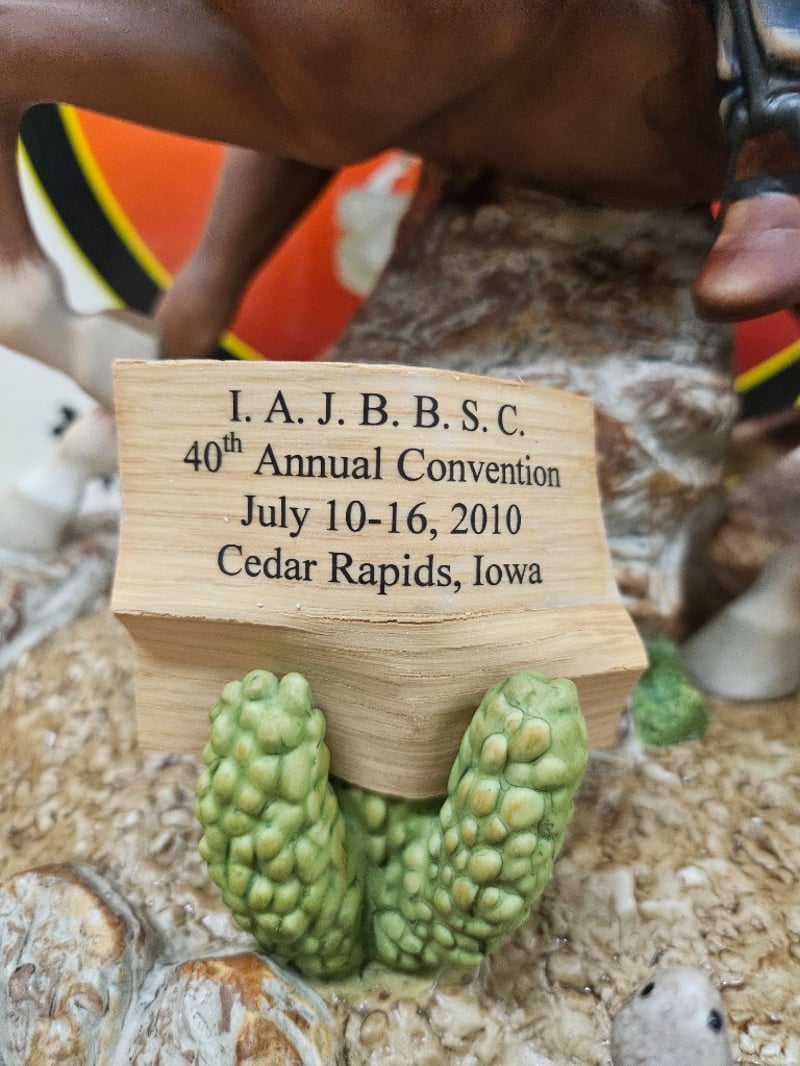 I. A. J. B. B. S. C.
40th Annual Convention
July 10-16, 2010
Cedar Rapids, Iowa